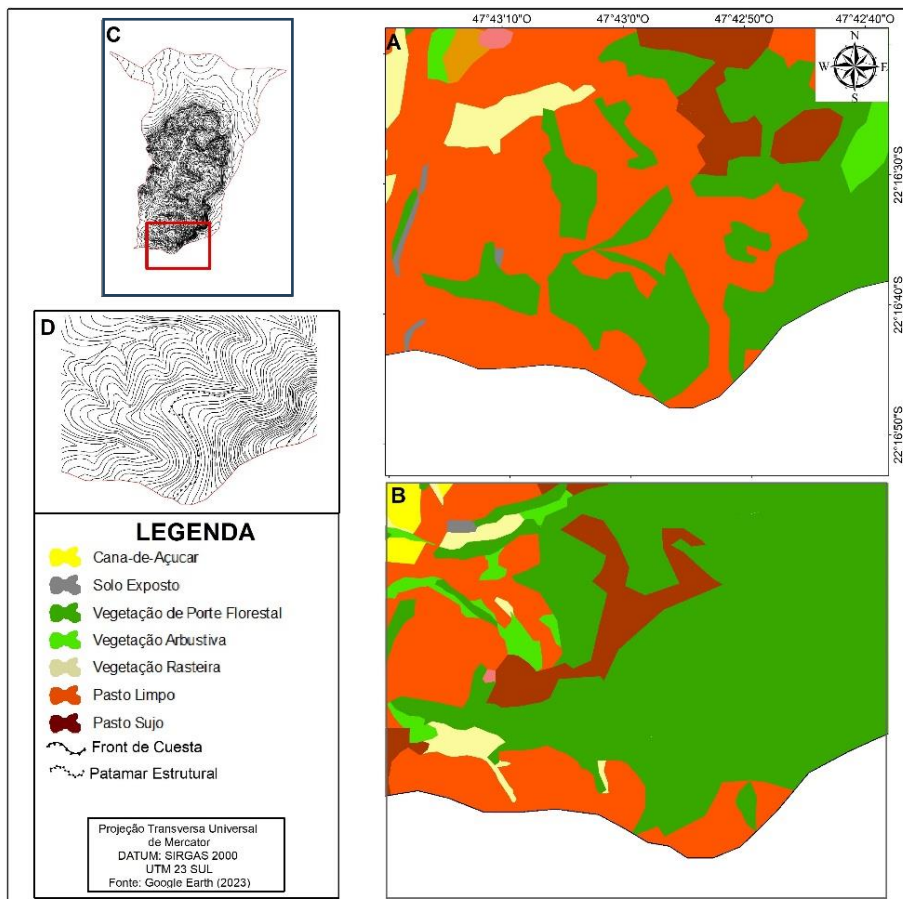 C
47°43'10"O
47°43'0"O
47°42'50"O
47°42'40"O
A
N
W
E
S
22°16'30"S
22°16'40"S
22°16'50"S
D
B
LEGENDA
Cana-de-Açucar
Solo Exposto
Vegetação de Porte Florestal
Vegetação Arbustiva
Vegetação Rasteira
Pasto Limpo
Pasto Sujo
Front de Cuesta
Patamar Estrutural
Projeção Transversa Universal
de Mercator
DATUM: SIRGAS 2000
UTM 23 SUL
Fonte: Google Earth (2023)